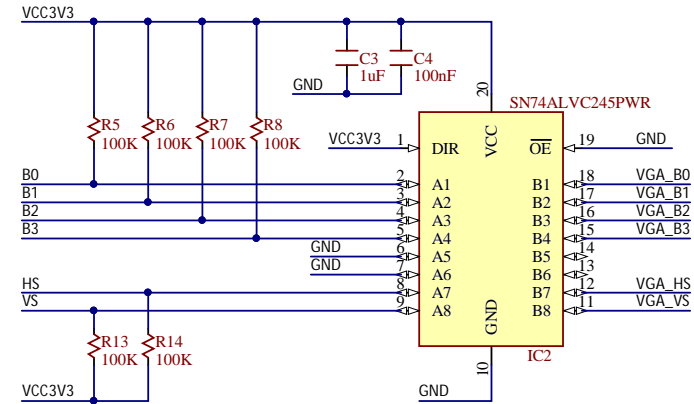 VCC3V3
C3 C4
1uF 100nF
GND
20
SN74ALVC245PWR
R5 R6 R7 R8
100K 100K 100K 100K
VCC3V3 1 DIR VCC OE 19 GND
B0 2 A1 B1 18 VGA_B0
B1 3 A2 B2 17 VGA_B1
B2 4 A3 B3 16 VGA_B2
B3 5 A4 B4 15 VGA_B3
GND 6 A5 B5 14
GND 7 A6 B6 13
HS 8 A7 B7 12 VGA_HS
VS 9 A8 B8 11 VGA_VS
GND
R13 R14
100K 100K
IC2
10
VCC3V3 GND